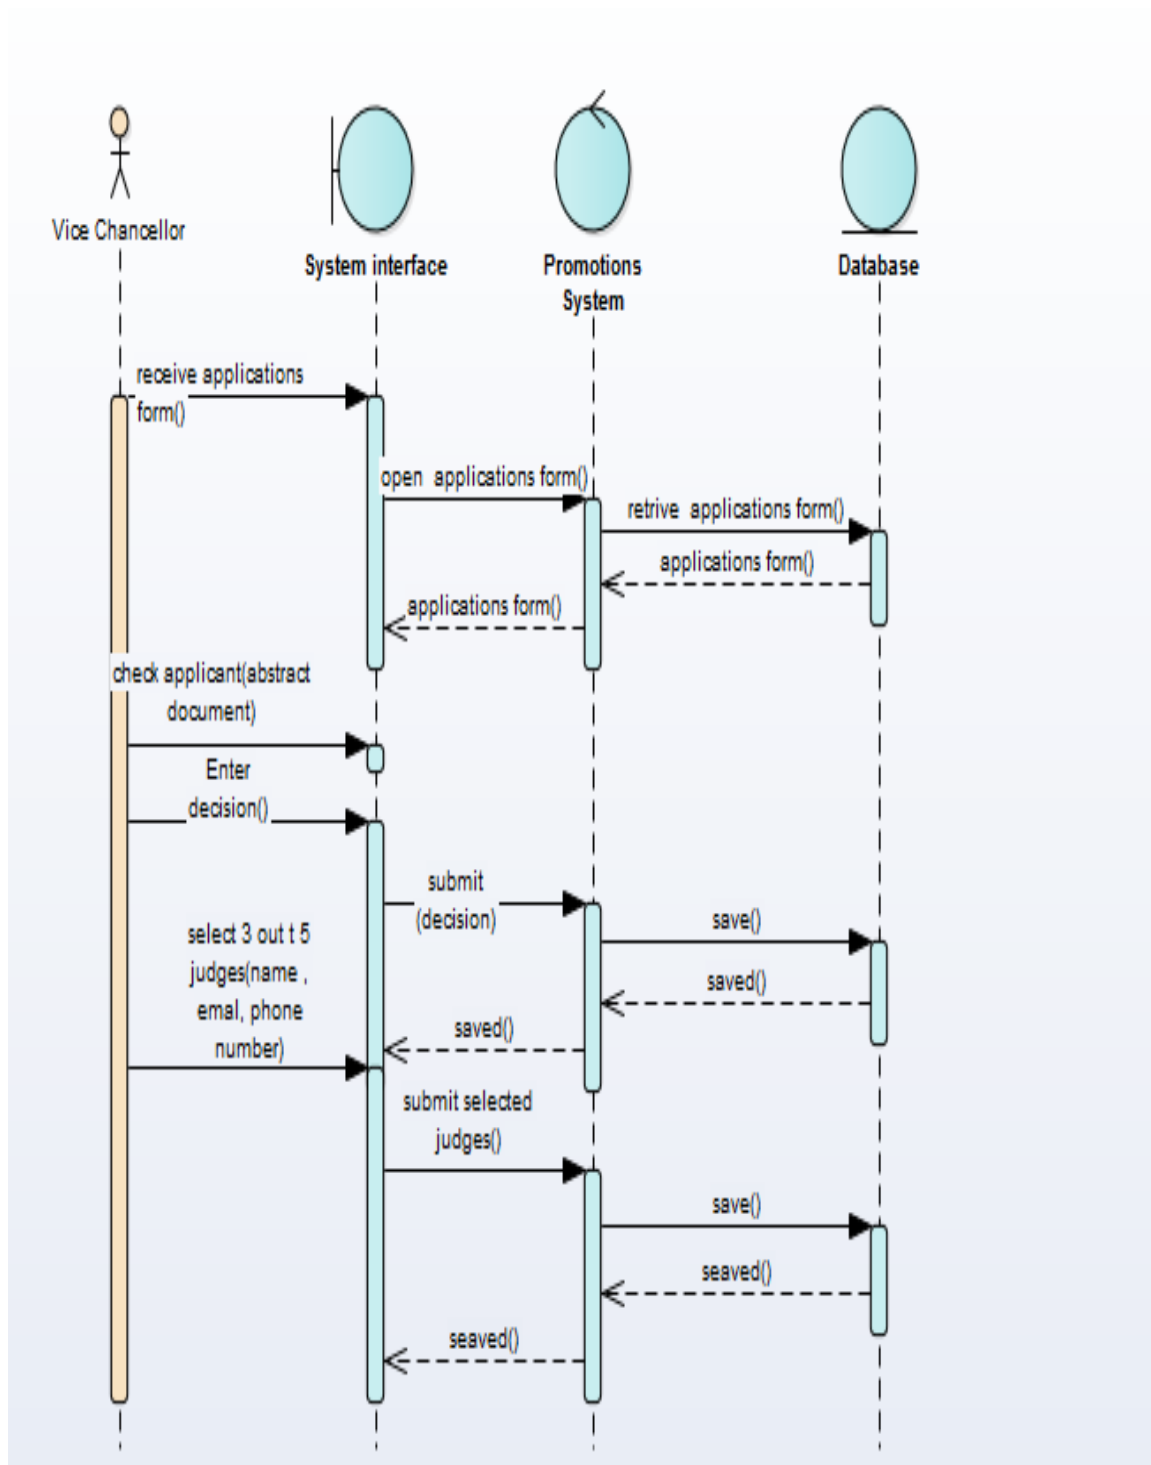 Vice Chancellor
System interface
Promotions
System
Database
receive applications
form()
open applications form()
retrive applications form()
applications form()
applications form()
check applicant(abstract
document)
Enter
decision()
submit
(decision)
save()
select 3 out t 5
judges(name ,
emal, phone
number)
saved()
saved()
submit selected
judges()
save()
seaved()
seaved()